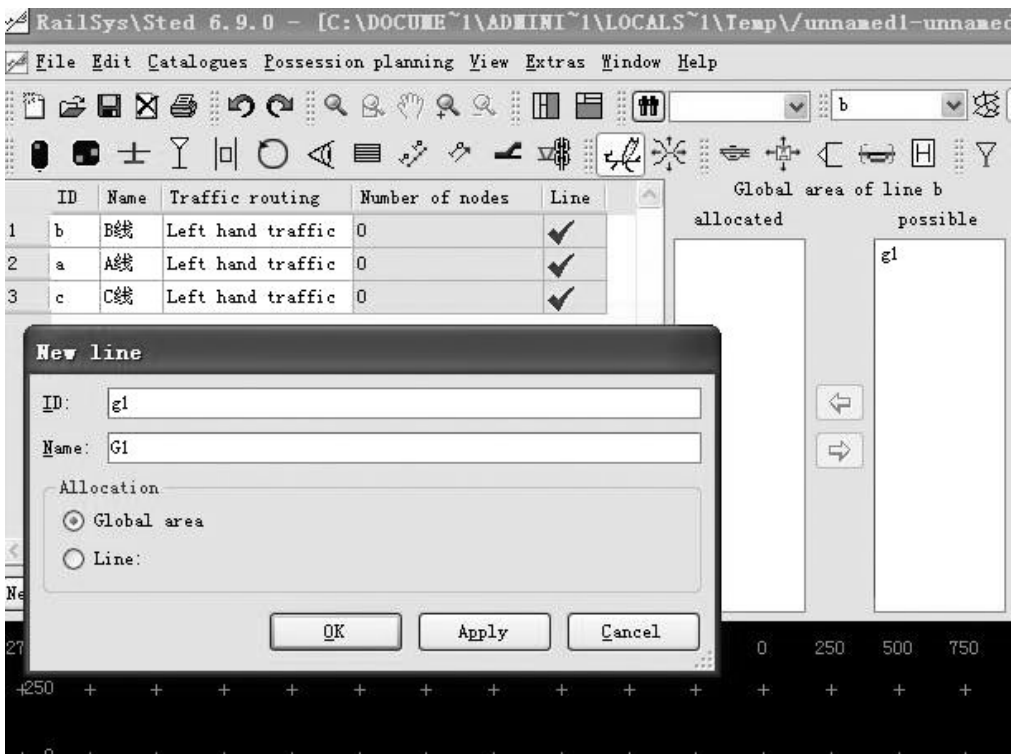 RailSys\Sted 6.9.0 - [C:\DOCUME~1\ADMINI~1\LOCALS~1\Temp\/unnamed1-unnamed
File Edit Catalogues Possession planning View Extras Window Help
b
ID Name Traffic routing Number of nodes Line
1 b B线 Left hand traffic 0
2 a A线 Left hand traffic 0
3 c C线 Left hand traffic 0
Global area of line b
allocated possible
g1
New line
ID: g1
Name: G1
Allocation
Global area
Line:
OK Apply Cancel
Ne
27 0 250 500 750
250
0